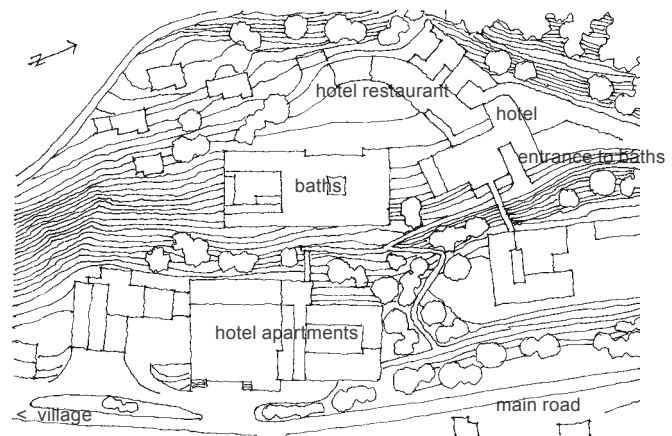 N
hotel restaurant
hotel
entrance to baths
baths
hotel apartments
main road
< village